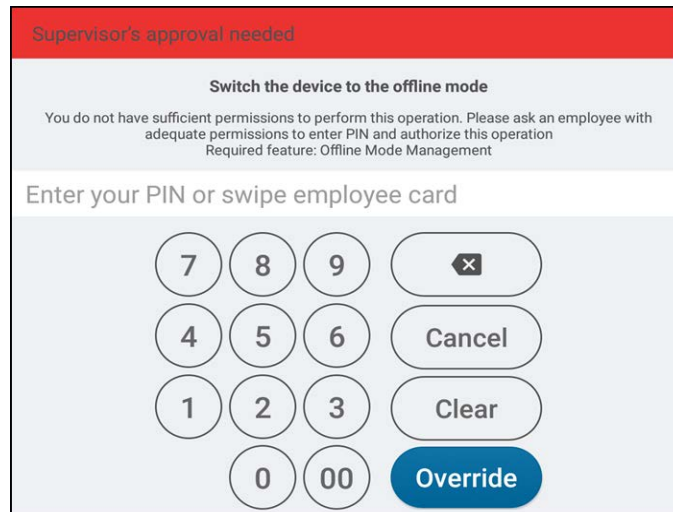 Supervisor's approval needed
Switch the device to the offline mode
You do not have sufficient permissions to perform this operation. Please ask an employee with
adequate permissions to enter PIN and authorize this operation
Required feature: Offline Mode Management
Enter your PIN or swipe employee card
7 8 9
4 5 6 Cancel
1 2 3 Clear
0 00 Override